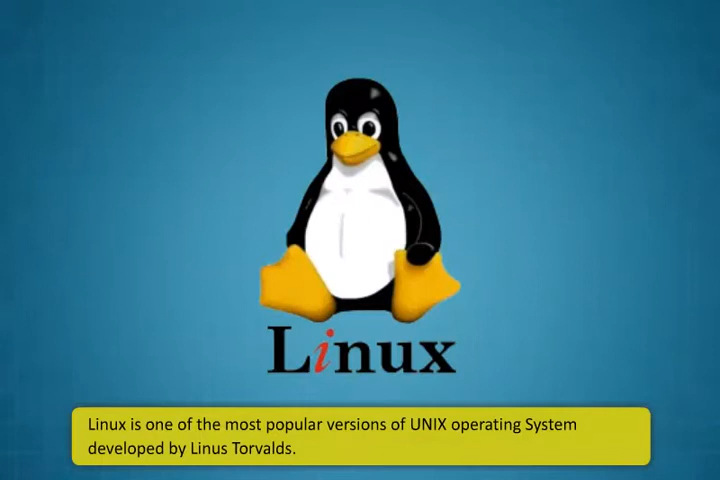 Linux
Linux is one of the most popular versions of UNIX operating System
developed by Linus Torvalds.